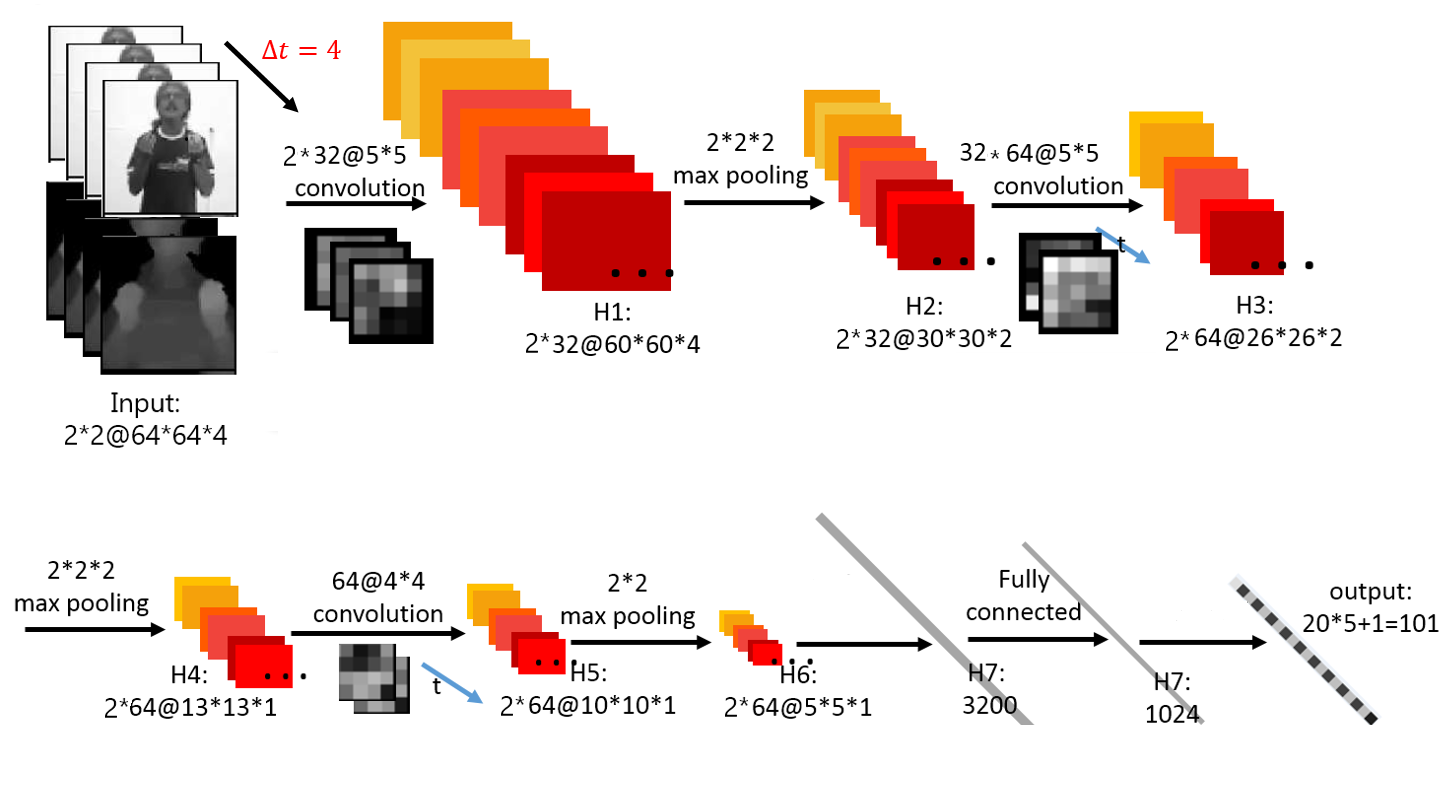 Δt = 4
2*32@5*5
convolution
2*2*2
max pooling
32*64@5*5
convolution
t
H1:
2*32@60*60*4
H2:
2*32@30*30*2
H3:
2*64@26*26*2
Input:
2*2@64*64*4
2*2*2
max pooling
64@4*4
convolution
t
2*2
max pooling
Fully
connected
output:
20*5+1=101
H4:
2*64@13*13*1
H5:
2*64@10*10*1
H6:
2*64@5*5*1
H7:
3200
H7:
1024